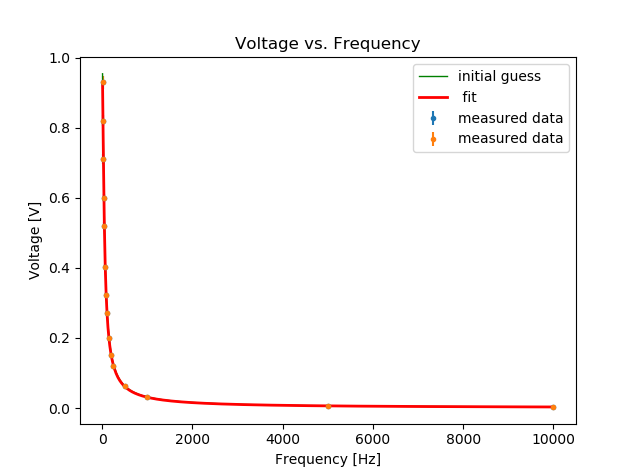 Voltage vs. Frequency
initial guess
fit
measured data
measured data
Voltage [V]
1.0
0.8
0.6
0.4
0.2
0.0
0
2000
4000
6000
8000
10000
Frequency [Hz]